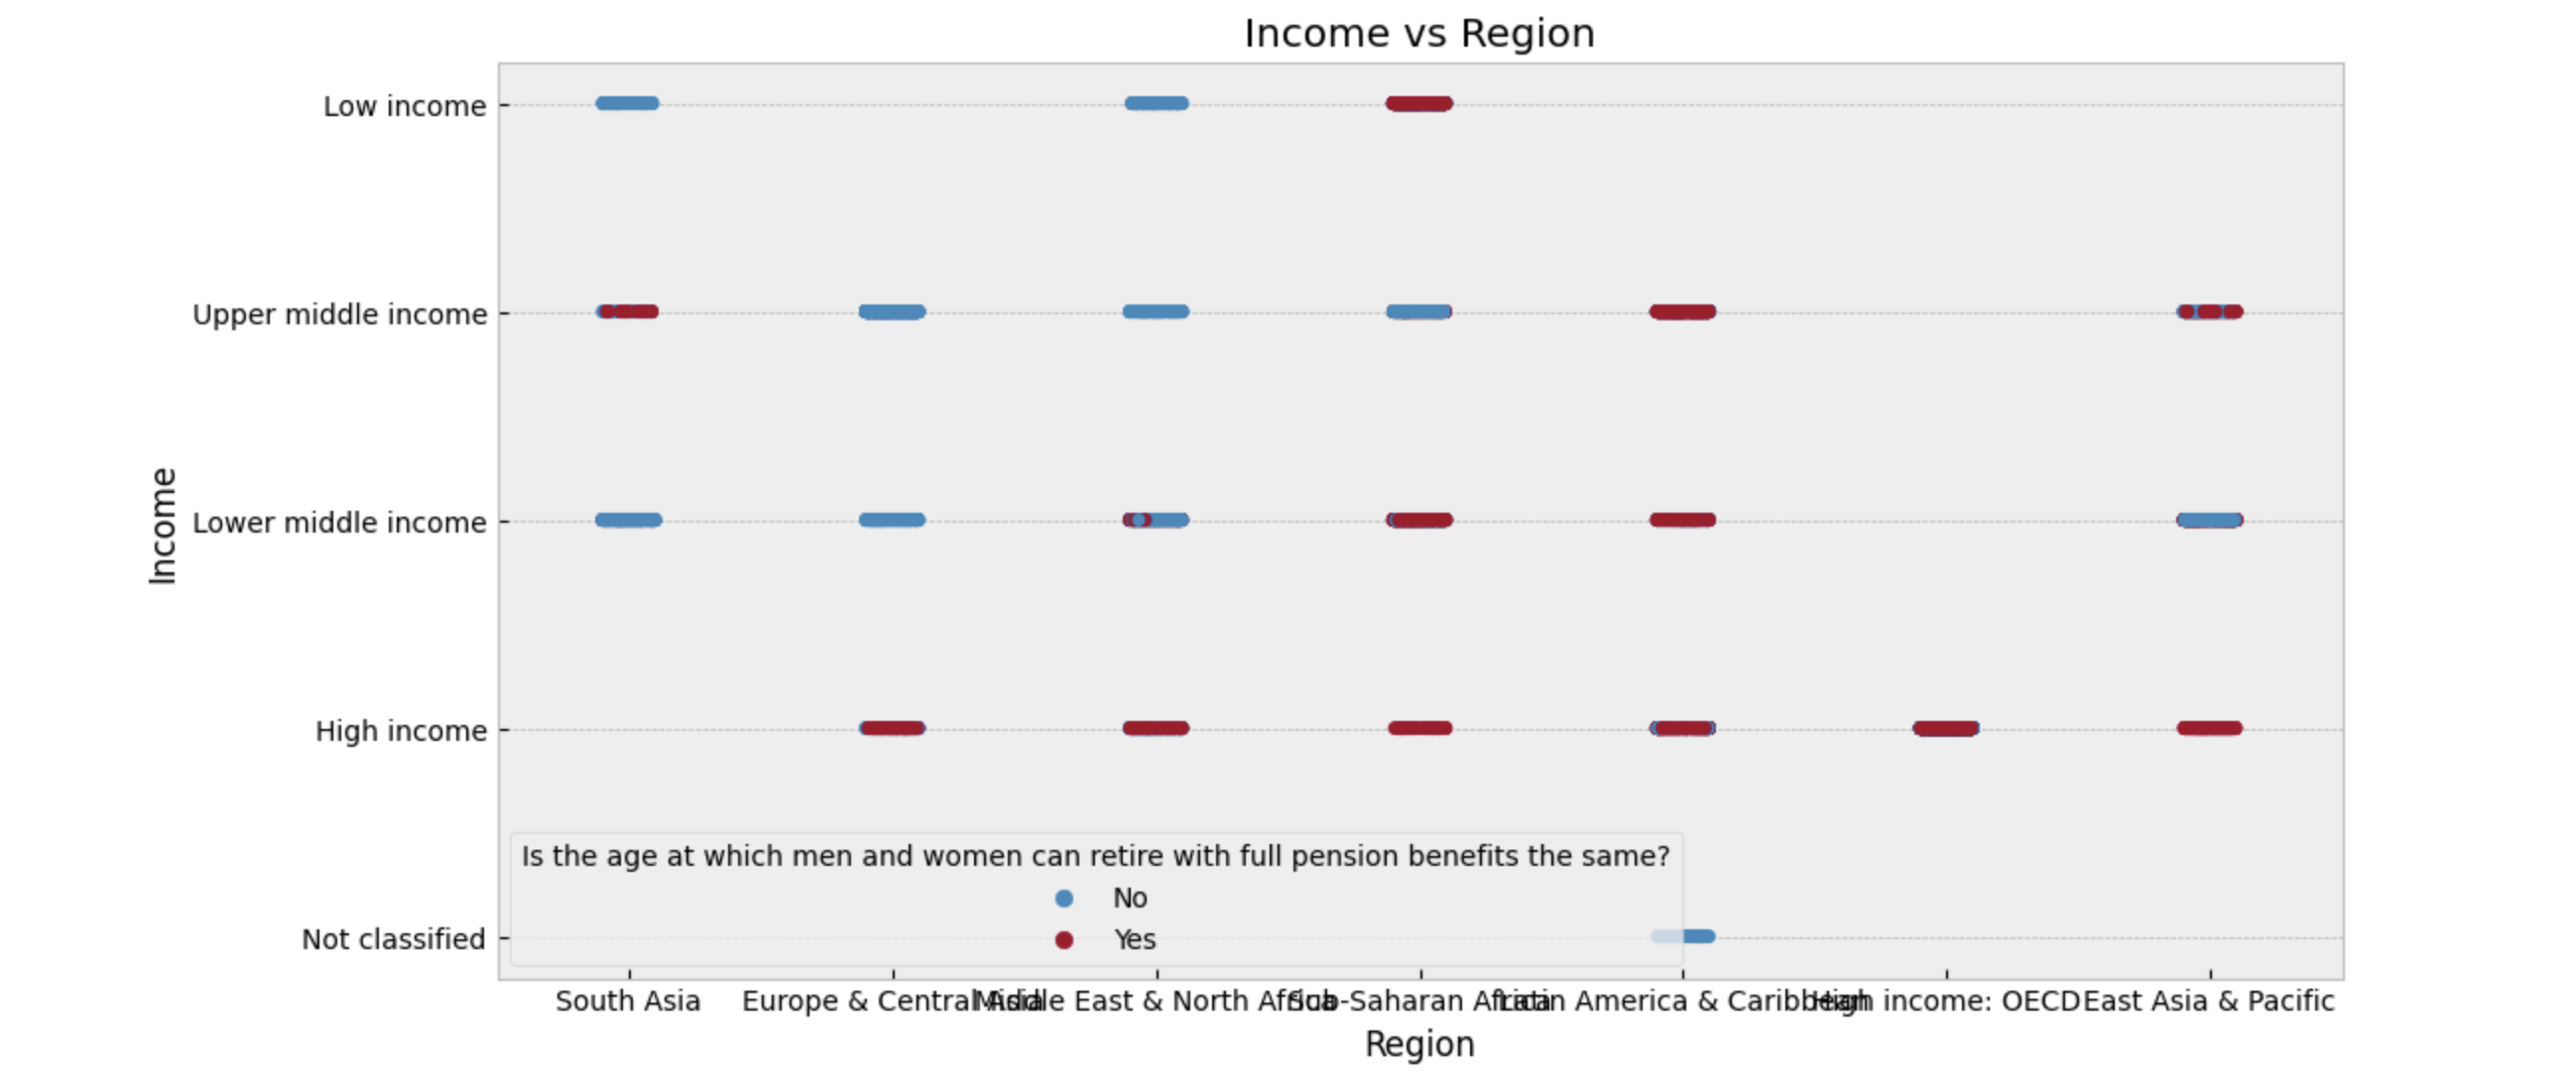 Income vs Region
Low income
Upper middle income
Lower middle income
High income
Not classified
Income
Is the age at which men and women can retire with full pension benefits the same?
No
Yes
South Asia
Europe & Central Asia
Middle East & North Africa
Sub-Saharan Africa
Latin America & Caribbean
High income: OECD
East Asia & Pacific
Region